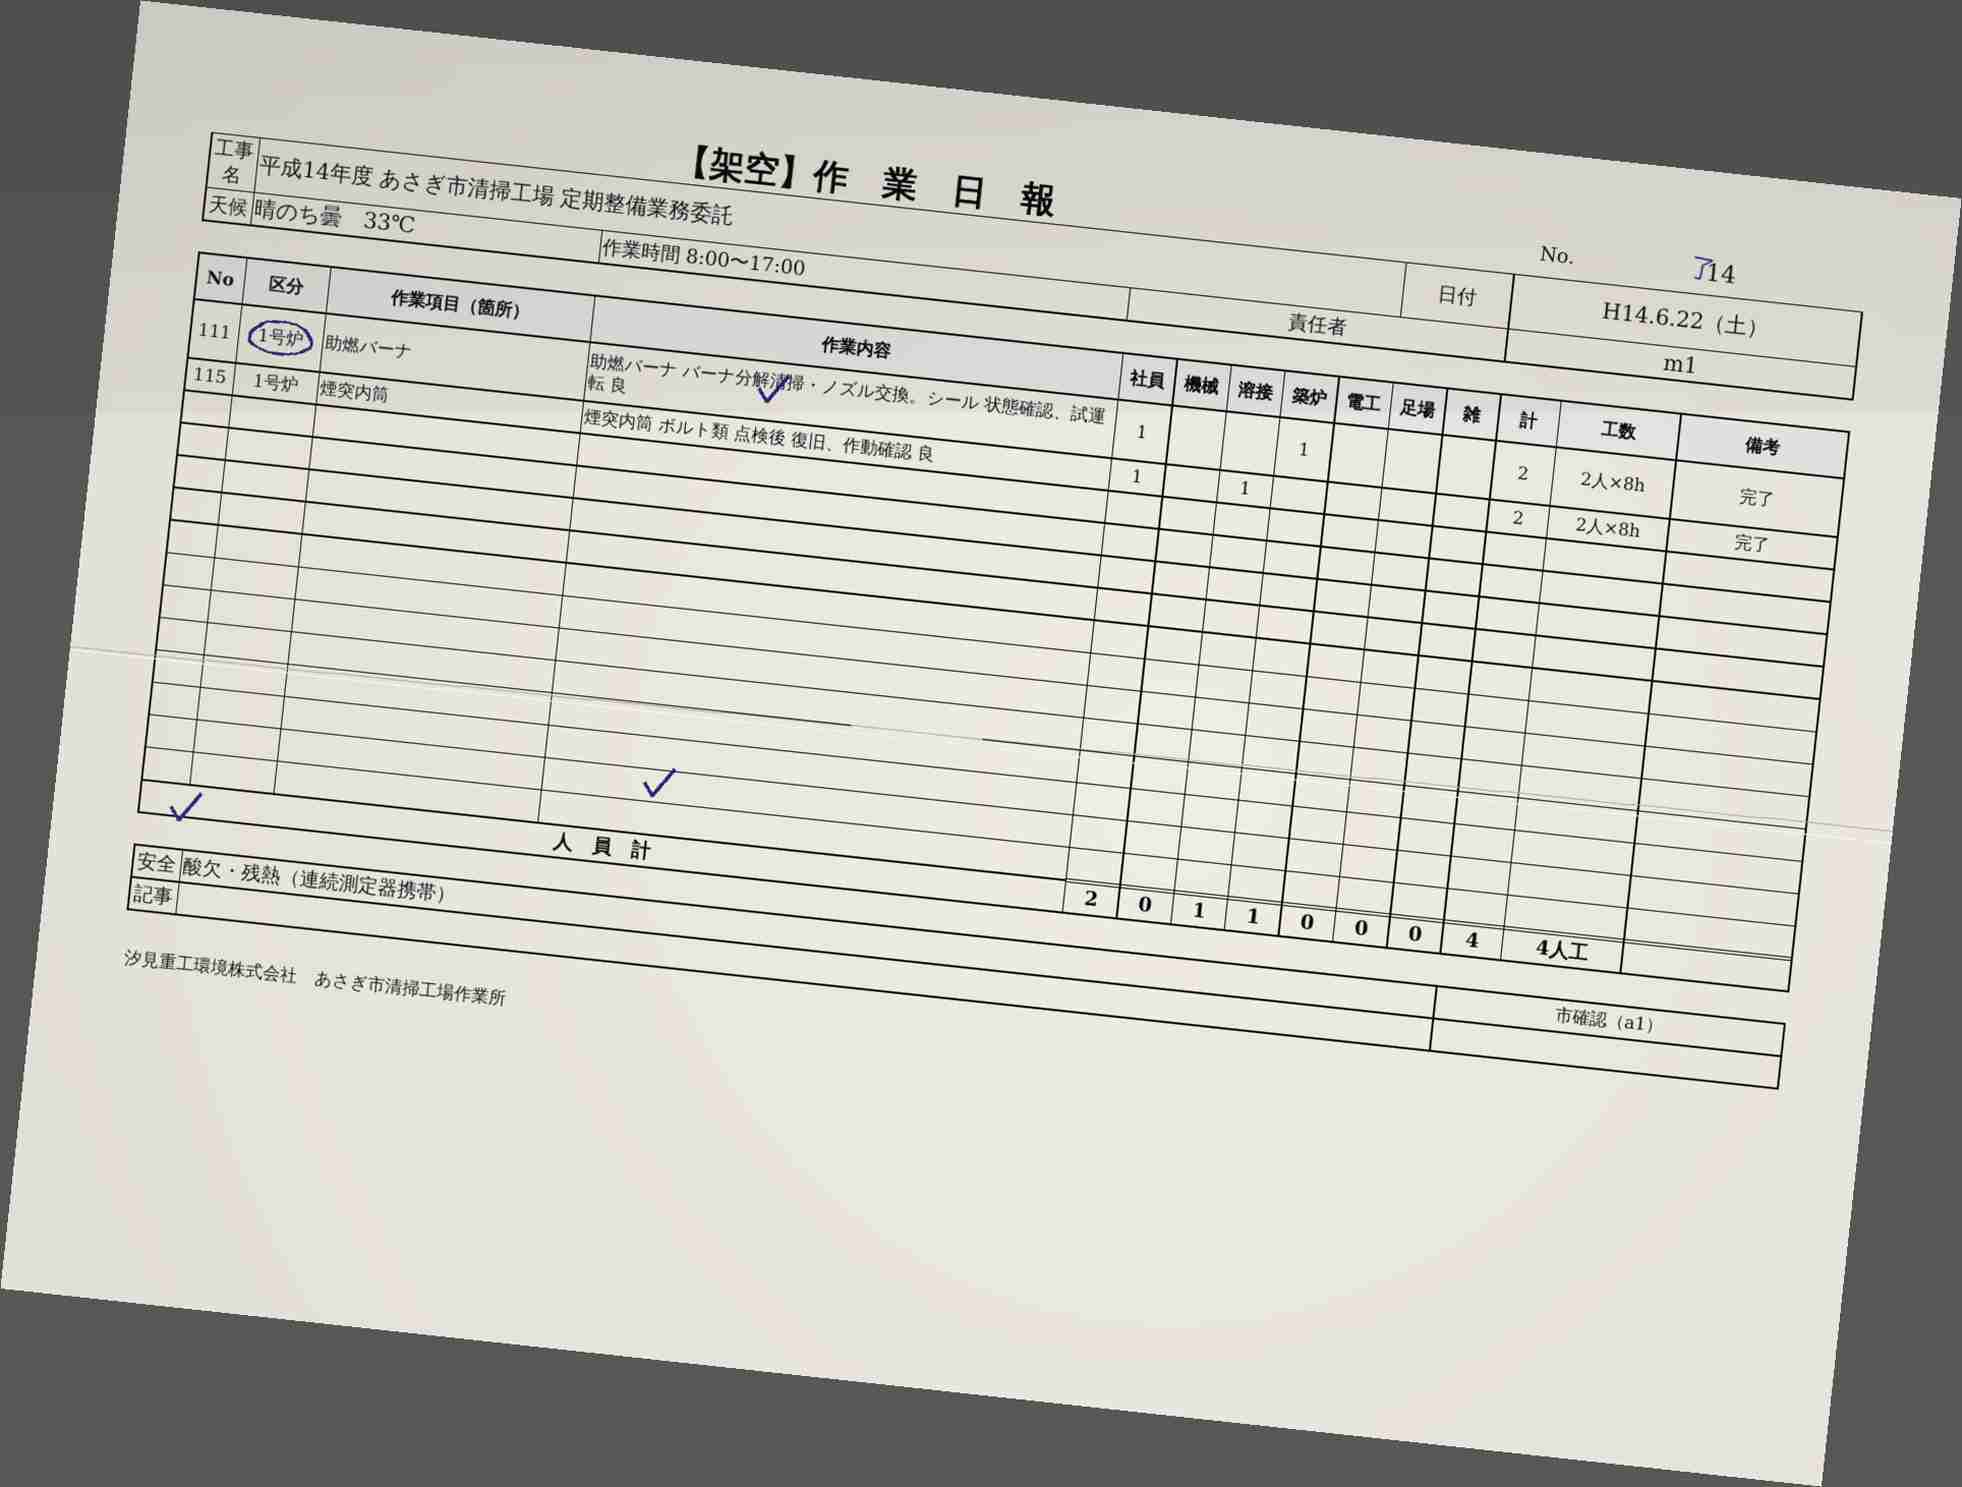 【架空】作　業　日　報
No. 了14
工事名 平成14年度 あさぎ市清掃工場 定期整備業務委託 日付 H14.6.22（土）
天候 晴のち曇　33℃ 作業時間 8:00〜17:00 責任者 m1
No 区分 作業項目（箇所） 作業内容 社員 機械 溶接 築炉 電工 足場 雑 計 工数 備考
111 1号炉 助燃バーナ 助燃バーナ バーナ分解清掃・ノズル交換。シール 状態確認、試運
転 良 1 1 2 2人×8h 完了
115 1号炉 煙突内筒 煙突内筒 ボルト類 点検後 復旧、作動確認 良 1 1 2 2人×8h 完了
人　員　計 2 0 1 1 0 0 0 4 4人工
安全 酸欠・残熱（連続測定器携帯） 市確認（a1）
記事
汐見重工環境株式会社　あさぎ市清掃工場作業所